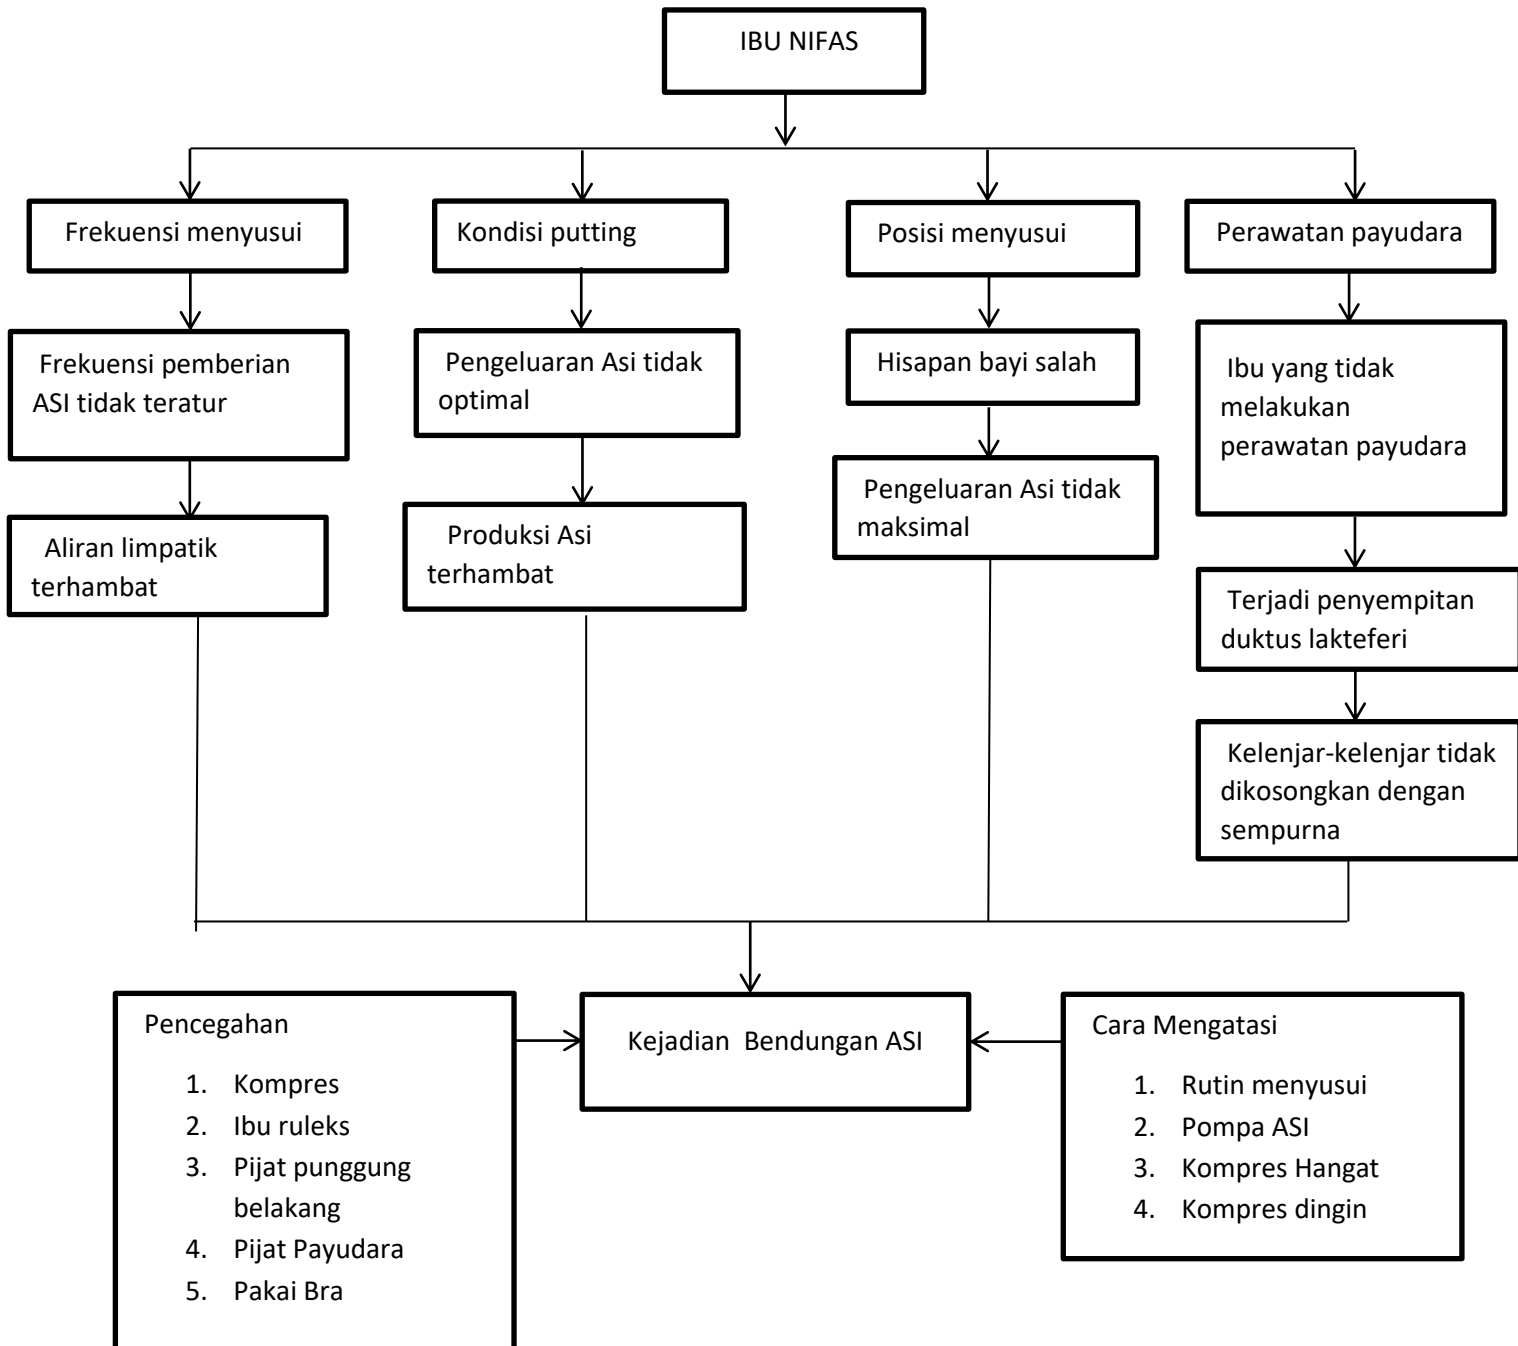 IBU NIFAS
Frekuensi menyusui
Kondisi putting
Posisi menyusui
Perawatan payudara
Frekuensi pemberian
ASI tidak teratur
Pengeluaran Asi tidak
optimal
Hisapan bayi salah
Ibu yang tidak
melakukan
perawatan payudara
Aliran limpatik
terhambat
Produksi Asi
terhambat
Pengeluaran Asi tidak
maksimal
Terjadi penyempitan
duktus lakteferi
Kelenjar-kelenjar tidak
dikosongkan dengan
sempurna
Pencegahan
1. Kompres
2. Ibu ruleks
3. Pijat punggung
belakang
4. Pijat Payudara
5. Pakai Bra
Kejadian Bendungan ASI
Cara Mengatasi
1. Rutin menyusui
2. Pompa ASI
3. Kompres Hangat
4. Kompres dingin